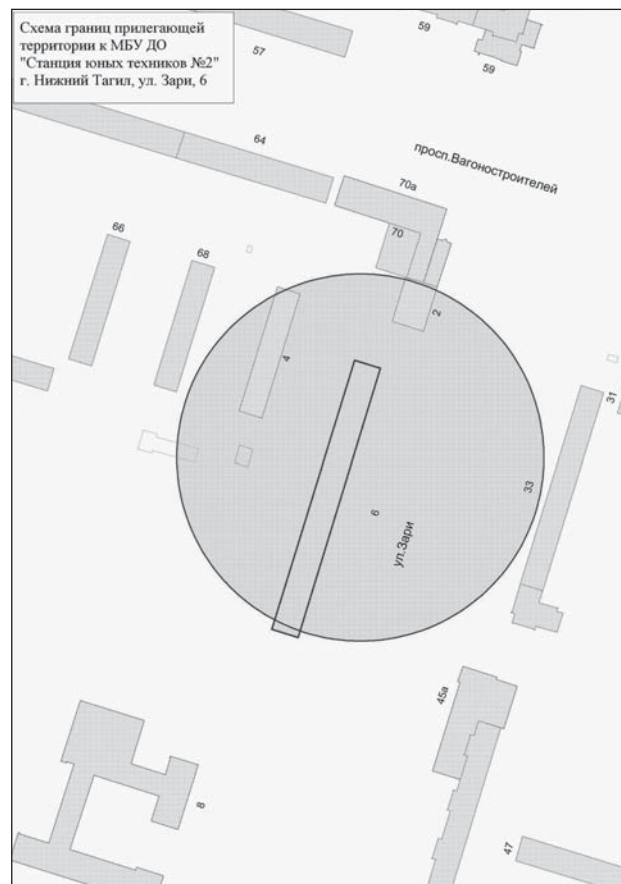 Схема границ прилегающей
территории к МБУ ДО
"Станция юных техников №2"
г. Нижний Тагил, ул. Зари, 6
57
59
59
64
просп.Вагоностроителей
70а
70
66
68
2
4
31
33
6
ул.Зари
45а
8
47